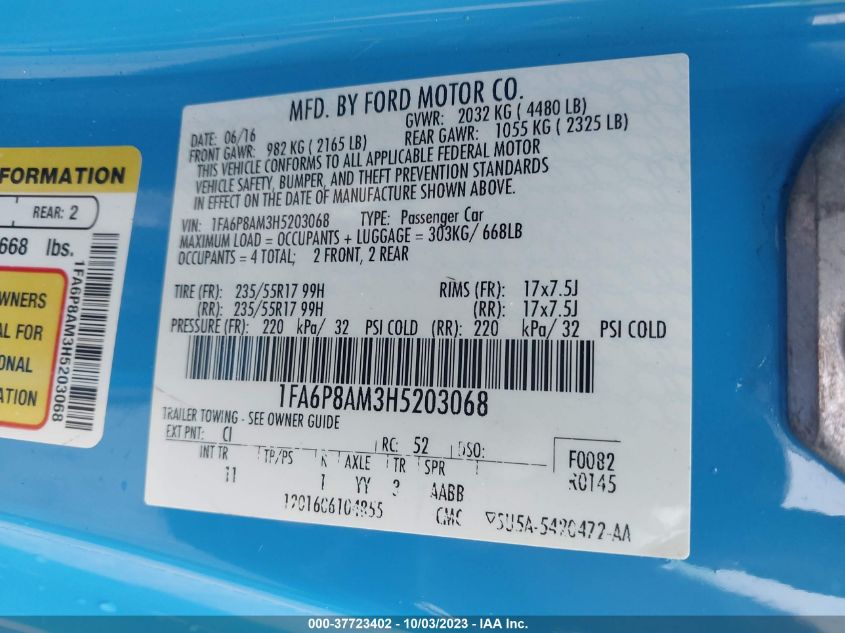 FORMATION
REAR: 2
668 lbs.
1FA6P8AM3H5203068
WNERS
AL FOR
ONAL
ATION
MFD. BY FORD MOTOR CO.
DATE: 06/16 GVWR: 2032 KG ( 4480 LB)
FRONT GAWR: 982 KG ( 2165 LB) REAR GAWR: 1055 KG ( 2325 LB)
THIS VEHICLE CONFORMS TO ALL APPLICABLE FEDERAL MOTOR
VEHICLE SAFETY, BUMPER, AND THEFT PREVENTION STANDARDS
IN EFFECT ON THE DATE OF MANUFACTURE SHOWN ABOVE.
VIN: 1FA6P8AM3H5203068 TYPE: Passenger Car
MAXIMUM LOAD = OCCUPANTS + LUGGAGE = 303KG/ 668LB
OCCUPANTS = 4 TOTAL; 2 FRONT, 2 REAR
TIRE (FR): 235/55R17 99H RIMS (FR): 17x7.5J
(RR): 235/55R17 99H (RR): 17x7.5J
PRESSURE (FR): 220 kPa/ 32 PSI COLD (RR): 220 kPa/ 32 PSI COLD
1FA6P8AM3H5203068
TRAILER TOWING - SEE OWNER GUIDE
EXT PNT: CI RC: 52 DSO: F0082
INT TR TP/PS R AXLE TR SPR R0145
11 YY 3 AABB
CMC
000-37723402 - 10/03/2023 - IAA Inc.